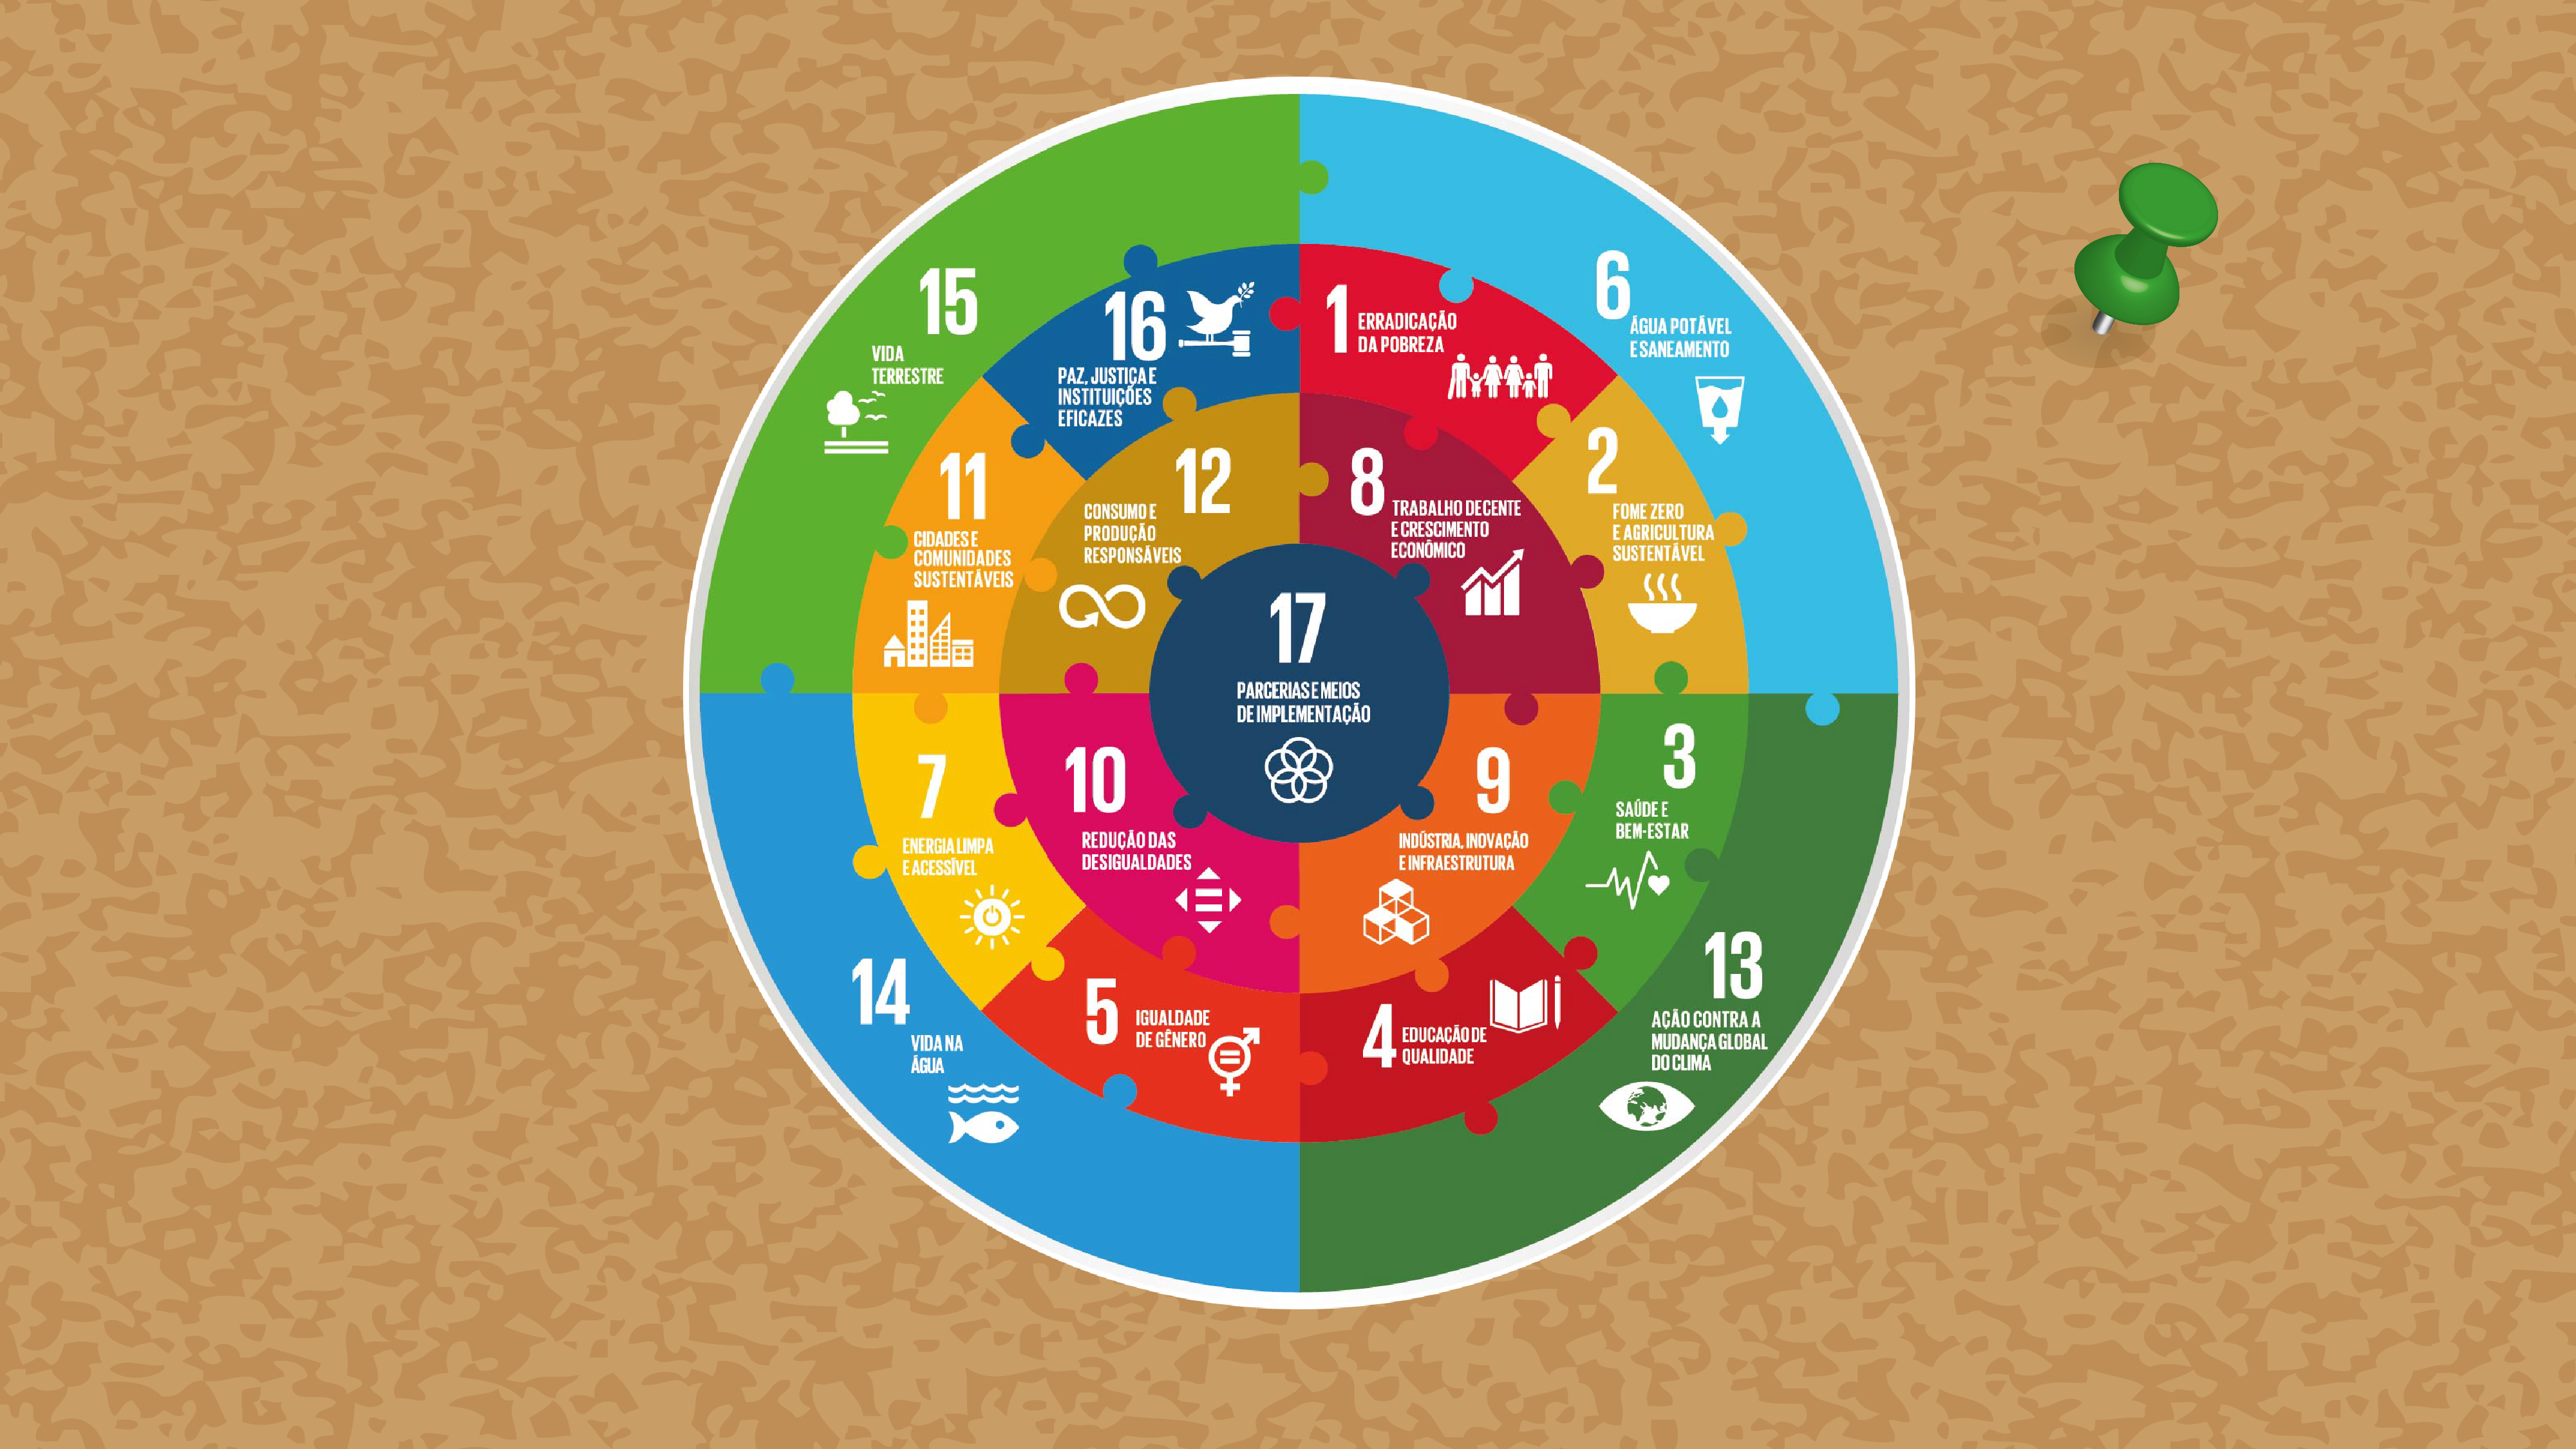 15
VIDA
TERRESTRE
16
PAZ, JUSTIÇA E
INSTITUIÇÕES
EFICAZES
1
ERRADICAÇÃO
DA POBREZA
6
ÁGUA POTÁVEL
E SANEAMENTO
11
CIDADES E
COMUNIDADES
SUSTENTÁVEIS
12
CONSUMO E
PRODUÇÃO
RESPONSÁVEIS
8
TRABALHO DECENTE
E CRESCIMENTO
ECONÔMICO
2
FOME ZERO
E AGRICULTURA
SUSTENTÁVEL
17
PARCERIAS E MEIOS
DE IMPLEMENTAÇÃO
7
ENERGIA LIMPA
E ACESSÍVEL
10
REDUÇÃO DAS
DESIGUALDADES
9
INDÚSTRIA, INOVAÇÃO
E INFRAESTRUTURA
3
SAÚDE E
BEM-ESTAR
14
VIDA NA
ÁGUA
5
IGUALDADE
DE GÊNERO
4
EDUCAÇÃO DE
QUALIDADE
13
AÇÃO CONTRA A
MUDANÇA GLOBAL
DO CLIMA